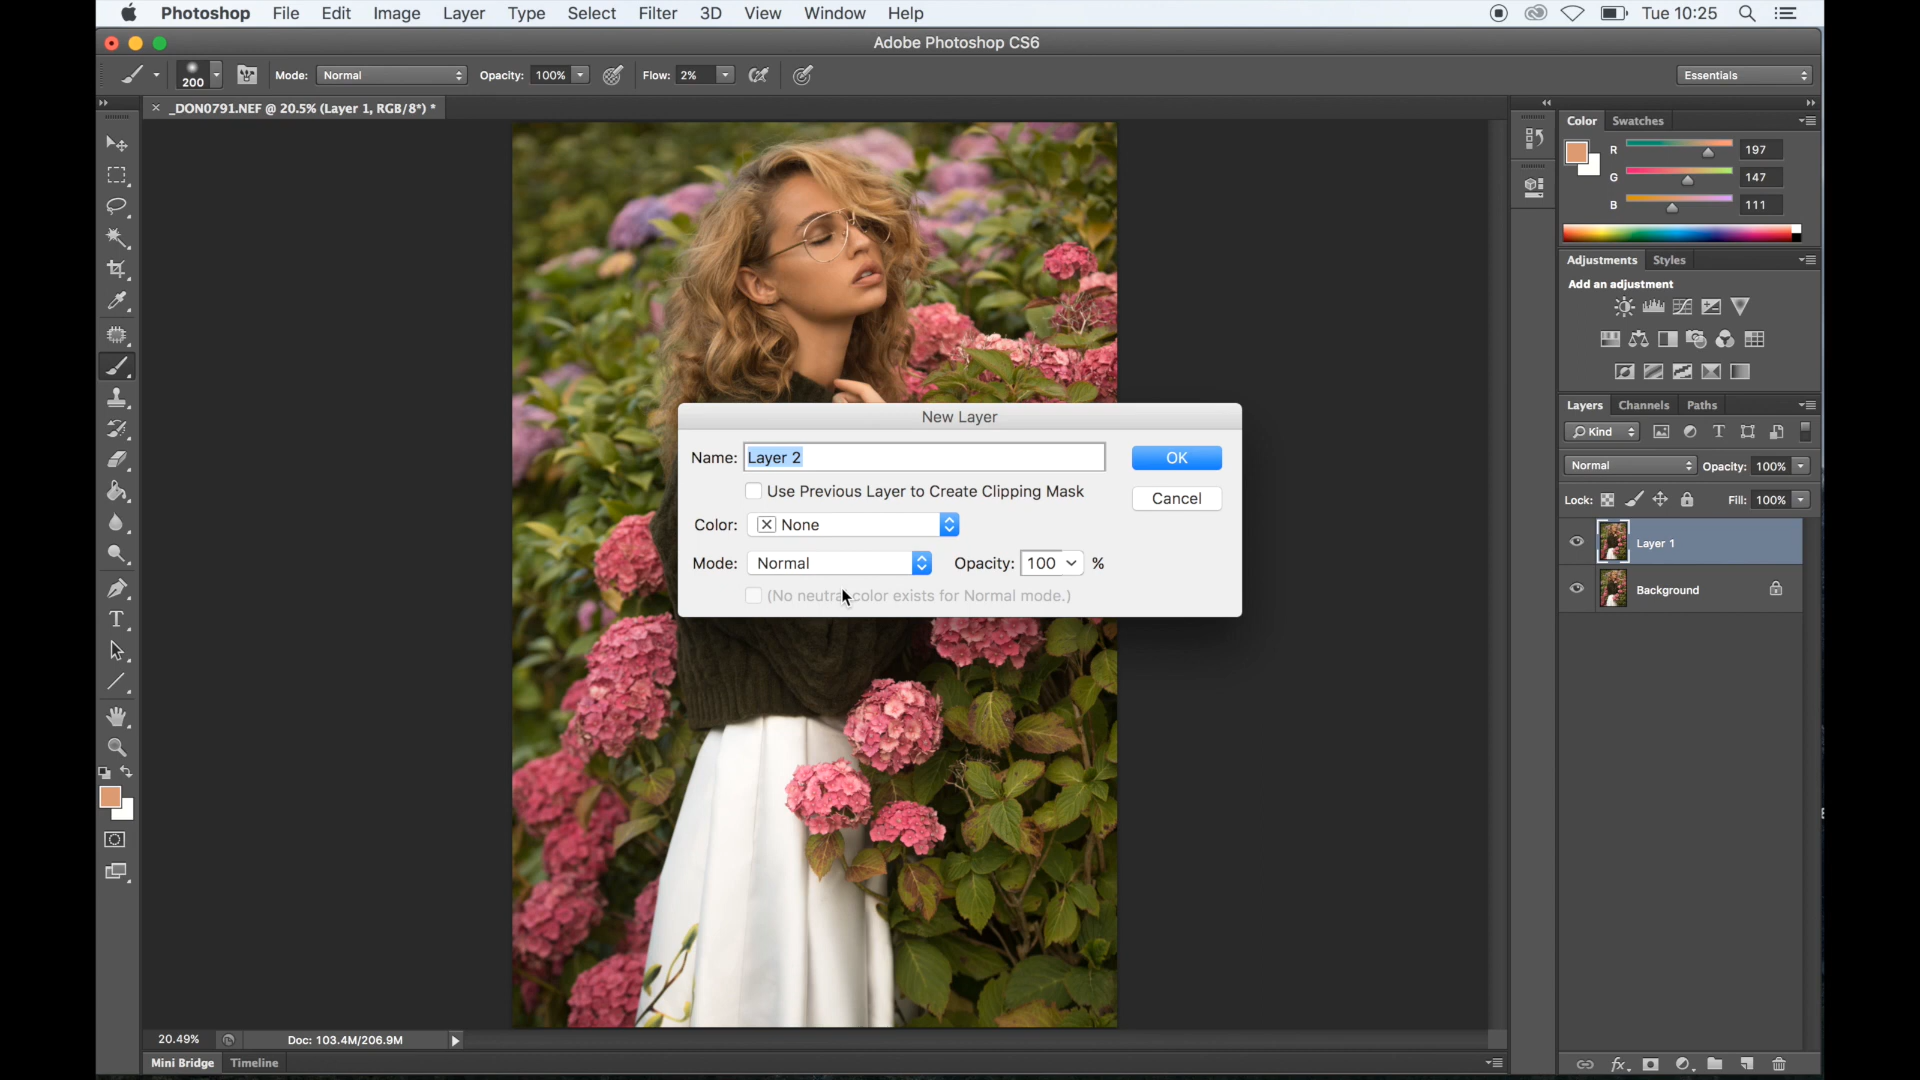 Photoshop File Edit Image Layer Type Select Filter 3D View Window Help Tue 10:25
Adobe Photoshop CS6
200 Mode: Normal Opacity: 100% Flow: 2% Essentials
_DON0791.NEF @ 20.5% (Layer 1, RGB/8*) *
Color Swatches
R 197
G 147
B 111
Adjustments Styles
Add an adjustment
Layers Channels Paths
Kind
Normal Opacity: 100%
Lock: Fill: 100%
Layer 1
Background
New Layer
Name: Layer 2 OK
Use Previous Layer to Create Clipping Mask Cancel
Color: None
Mode: Normal Opacity: 100 %
(No neutral color exists for Normal mode.)
20.49% Doc: 103.4M/206.9M
Mini Bridge Timeline